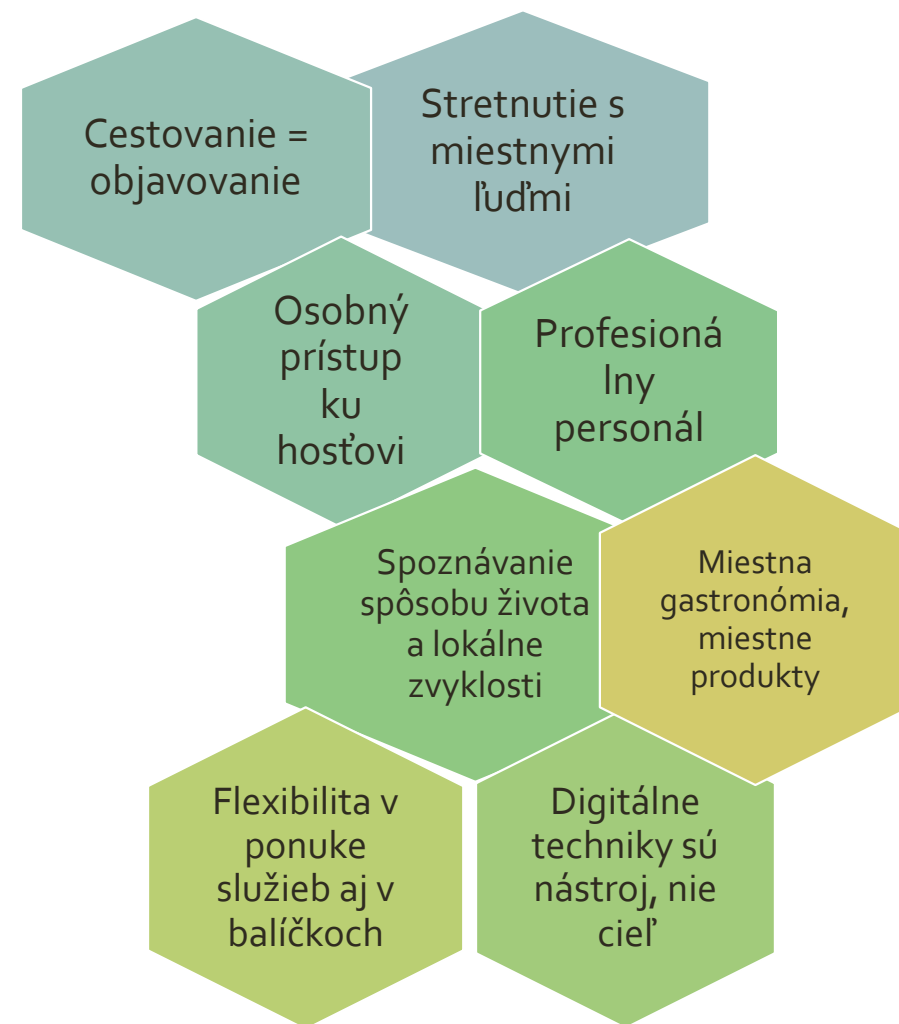 Cestovanie =
objavovanie
Stretnutie s
miestnymi
ľuďmi
Osobný
prístup
ku
hosťovi
Profesioná
lny
personál
Spoznávanie
spôsobu života
a lokálne
zvyklosti
Miestna
gastronómia,
miestne
produkty
Flexibilita v
ponuke
služieb aj v
balíčkoch
Digitálne
techniky sú
nástroj, nie
cieľ